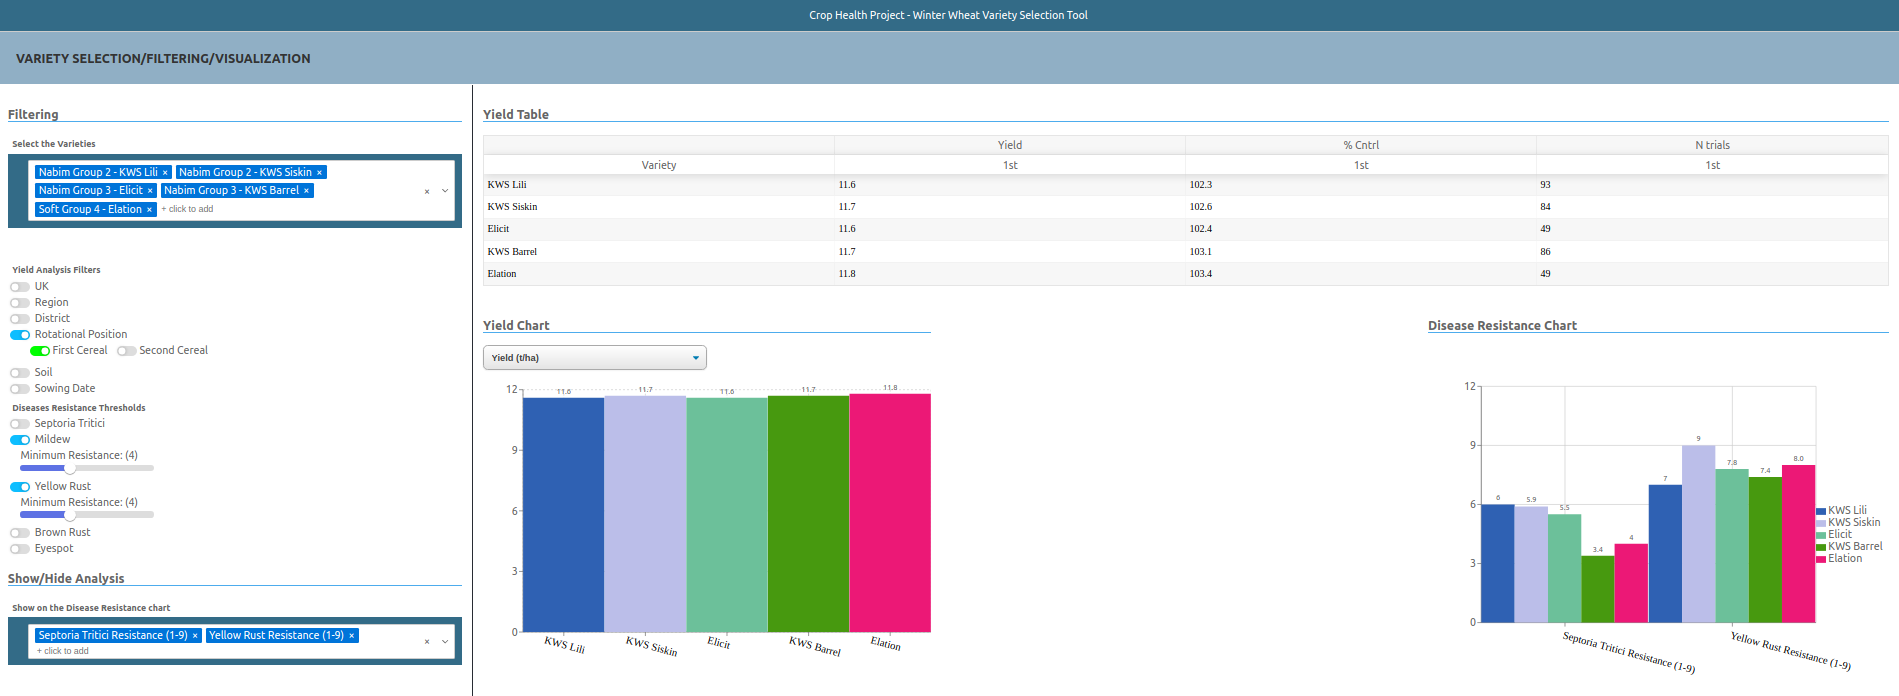 Crop Health Project - Winter Wheat Variety Selection Tool
VARIETY SELECTION/FILTERING/VISUALIZATION
Filtering
Select the Varieties
Nabim Group 2 - KWS Lili × Nabim Group 2 - KWS Siskin ×
Nabim Group 3 - Elicit × Nabim Group 3 - KWS Barrel ×
Soft Group 4 - Elation × + click to add
×
Yield Analysis Filters
UK
Region
District
Rotational Position
First Cereal Second Cereal
Soil
Sowing Date
Diseases Resistance Thresholds
Septoria Tritici
Mildew
Minimum Resistance: (4)
Yellow Rust
Minimum Resistance: (4)
Brown Rust
Eyespot
Show/Hide Analysis
Show on the Disease Resistance chart
Septoria Tritici Resistance (1-9) × Yellow Rust Resistance (1-9) ×
+ click to add
×
Yield Table
Yield % Cntrl N trials
Variety 1st 1st 1st
KWS Lili 11.6 102.3 93
KWS Siskin 11.7 102.6 84
Elicit 11.6 102.4 49
KWS Barrel 11.7 103.1 86
Elation 11.8 103.4 49
Yield Chart
Yield (t/ha)
12
9
6
3
0
11.6 11.7 11.6 11.7 11.8
KWS Lili KWS Siskin Elicit KWS Barrel Elation
Disease Resistance Chart
12
9
6
3
0
6 5.9 5.5 3.4 4 7 9 7.8 7.4 8.0
Septoria Tritici Resistance (1-9) Yellow Rust Resistance (1-9)
KWS Lili
KWS Siskin
Elicit
KWS Barrel
Elation